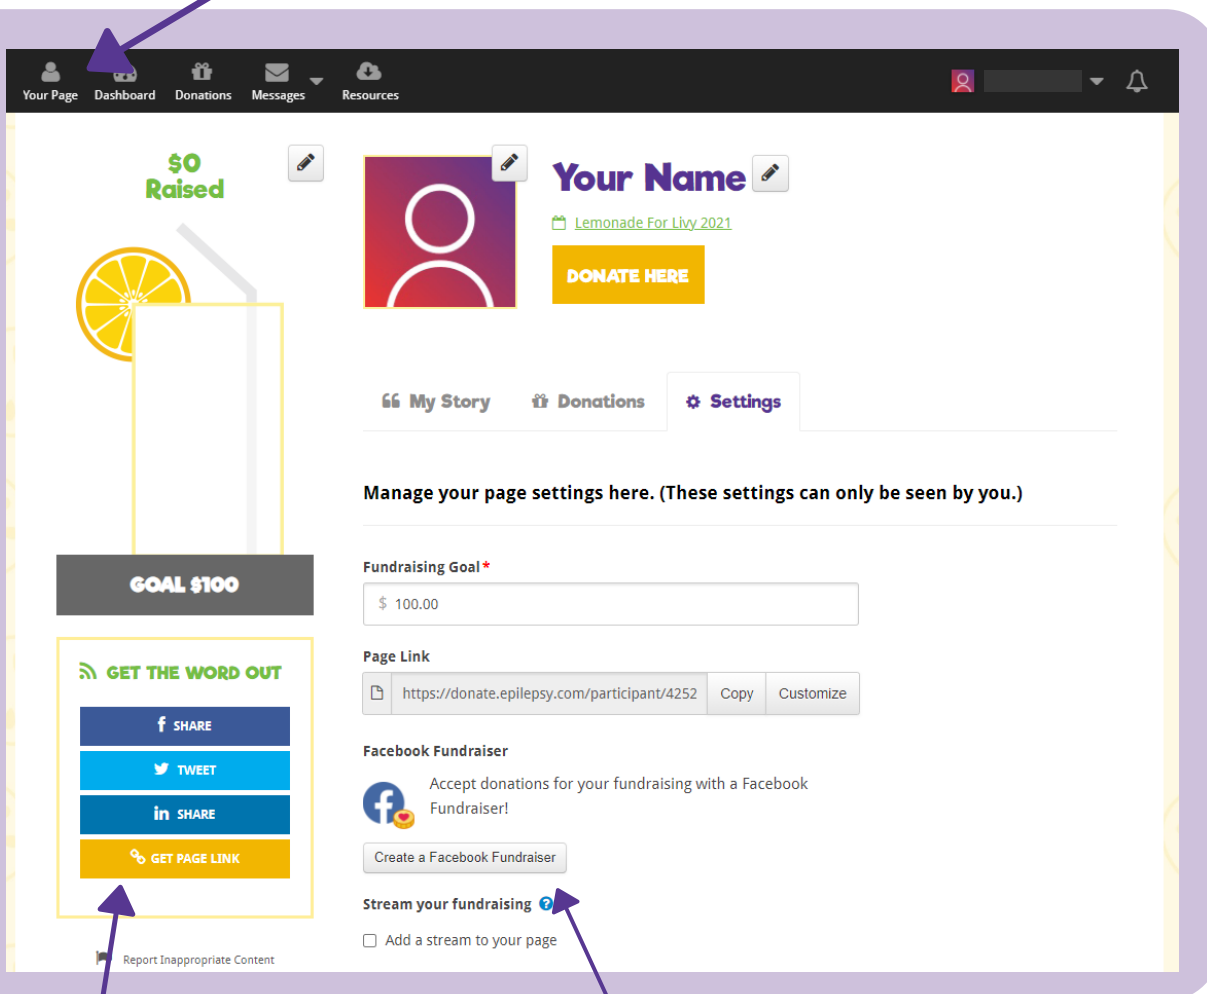 Your Page Dashboard Donations Messages Resources
$0
Raised
Your Name
Lemonade For Livy 2021
DONATE HERE
My Story Donations Settings
Manage your page settings here. (These settings can only be seen by you.)
GOAL $100
Fundraising Goal*
$ 100.00
Page Link
https://donate.epilepsy.com/participant/4252 Copy Customize
GET THE WORD OUT
f SHARE
TWEET
in SHARE
GET PAGE LINK
Facebook Fundraiser
Accept donations for your fundraising with a Facebook
Fundraiser!
Create a Facebook Fundraiser
Stream your fundraising ?
Add a stream to your page
Report Inappropriate Content